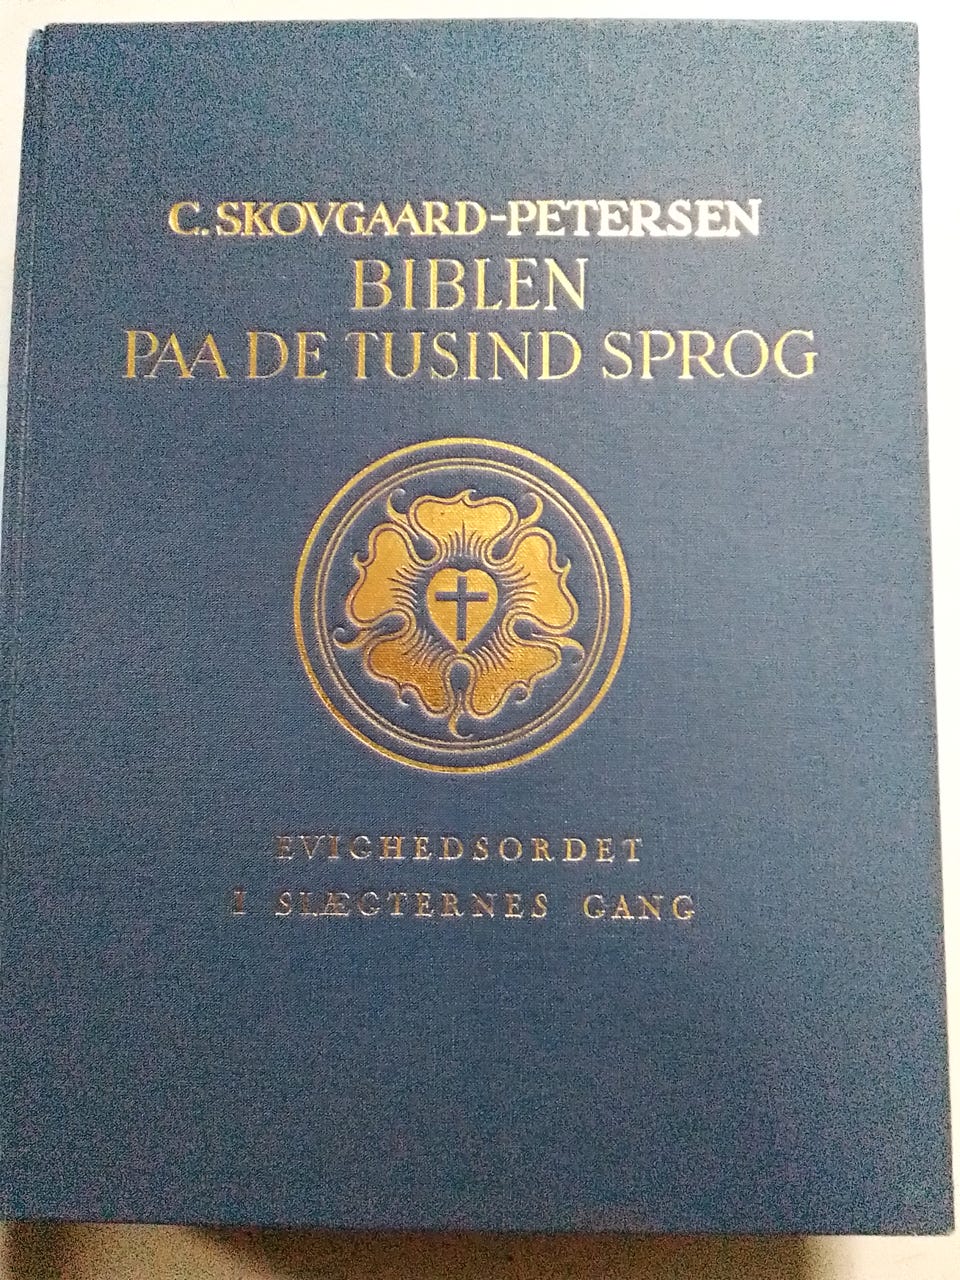 C. SKOVGAARD-PETERSEN
BIBLEN
PAA DE TUSIND SPROG
EVIGHEDSORDET
I SLÆGTERNES GANG